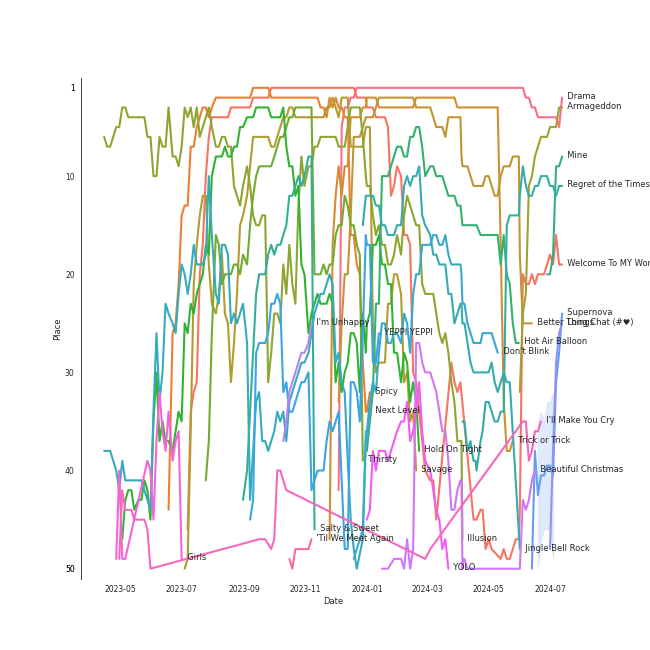 1
10
20
30
40
50
Place
2023-05
2023-07
2023-09
2023-11
2024-01
2024-03
2024-05
2024-07
Date
Drama
Armageddon
Mine
Regret of the Times
Welcome To MY Wor
Supernova
Long Chat (#♥)
Better Things
I'm Unhappy
YEPPI YEPPI
Hot Air Balloon
Don't Blink
Spicy
Next Level
I'll Make You Cry
Trick or Trick
Hold On Tight
Thirsty
Savage
Beautiful Christmas
Salty & Sweet
'Til We Meet Again
Illusion
Jingle Bell Rock
Girls
YOLO